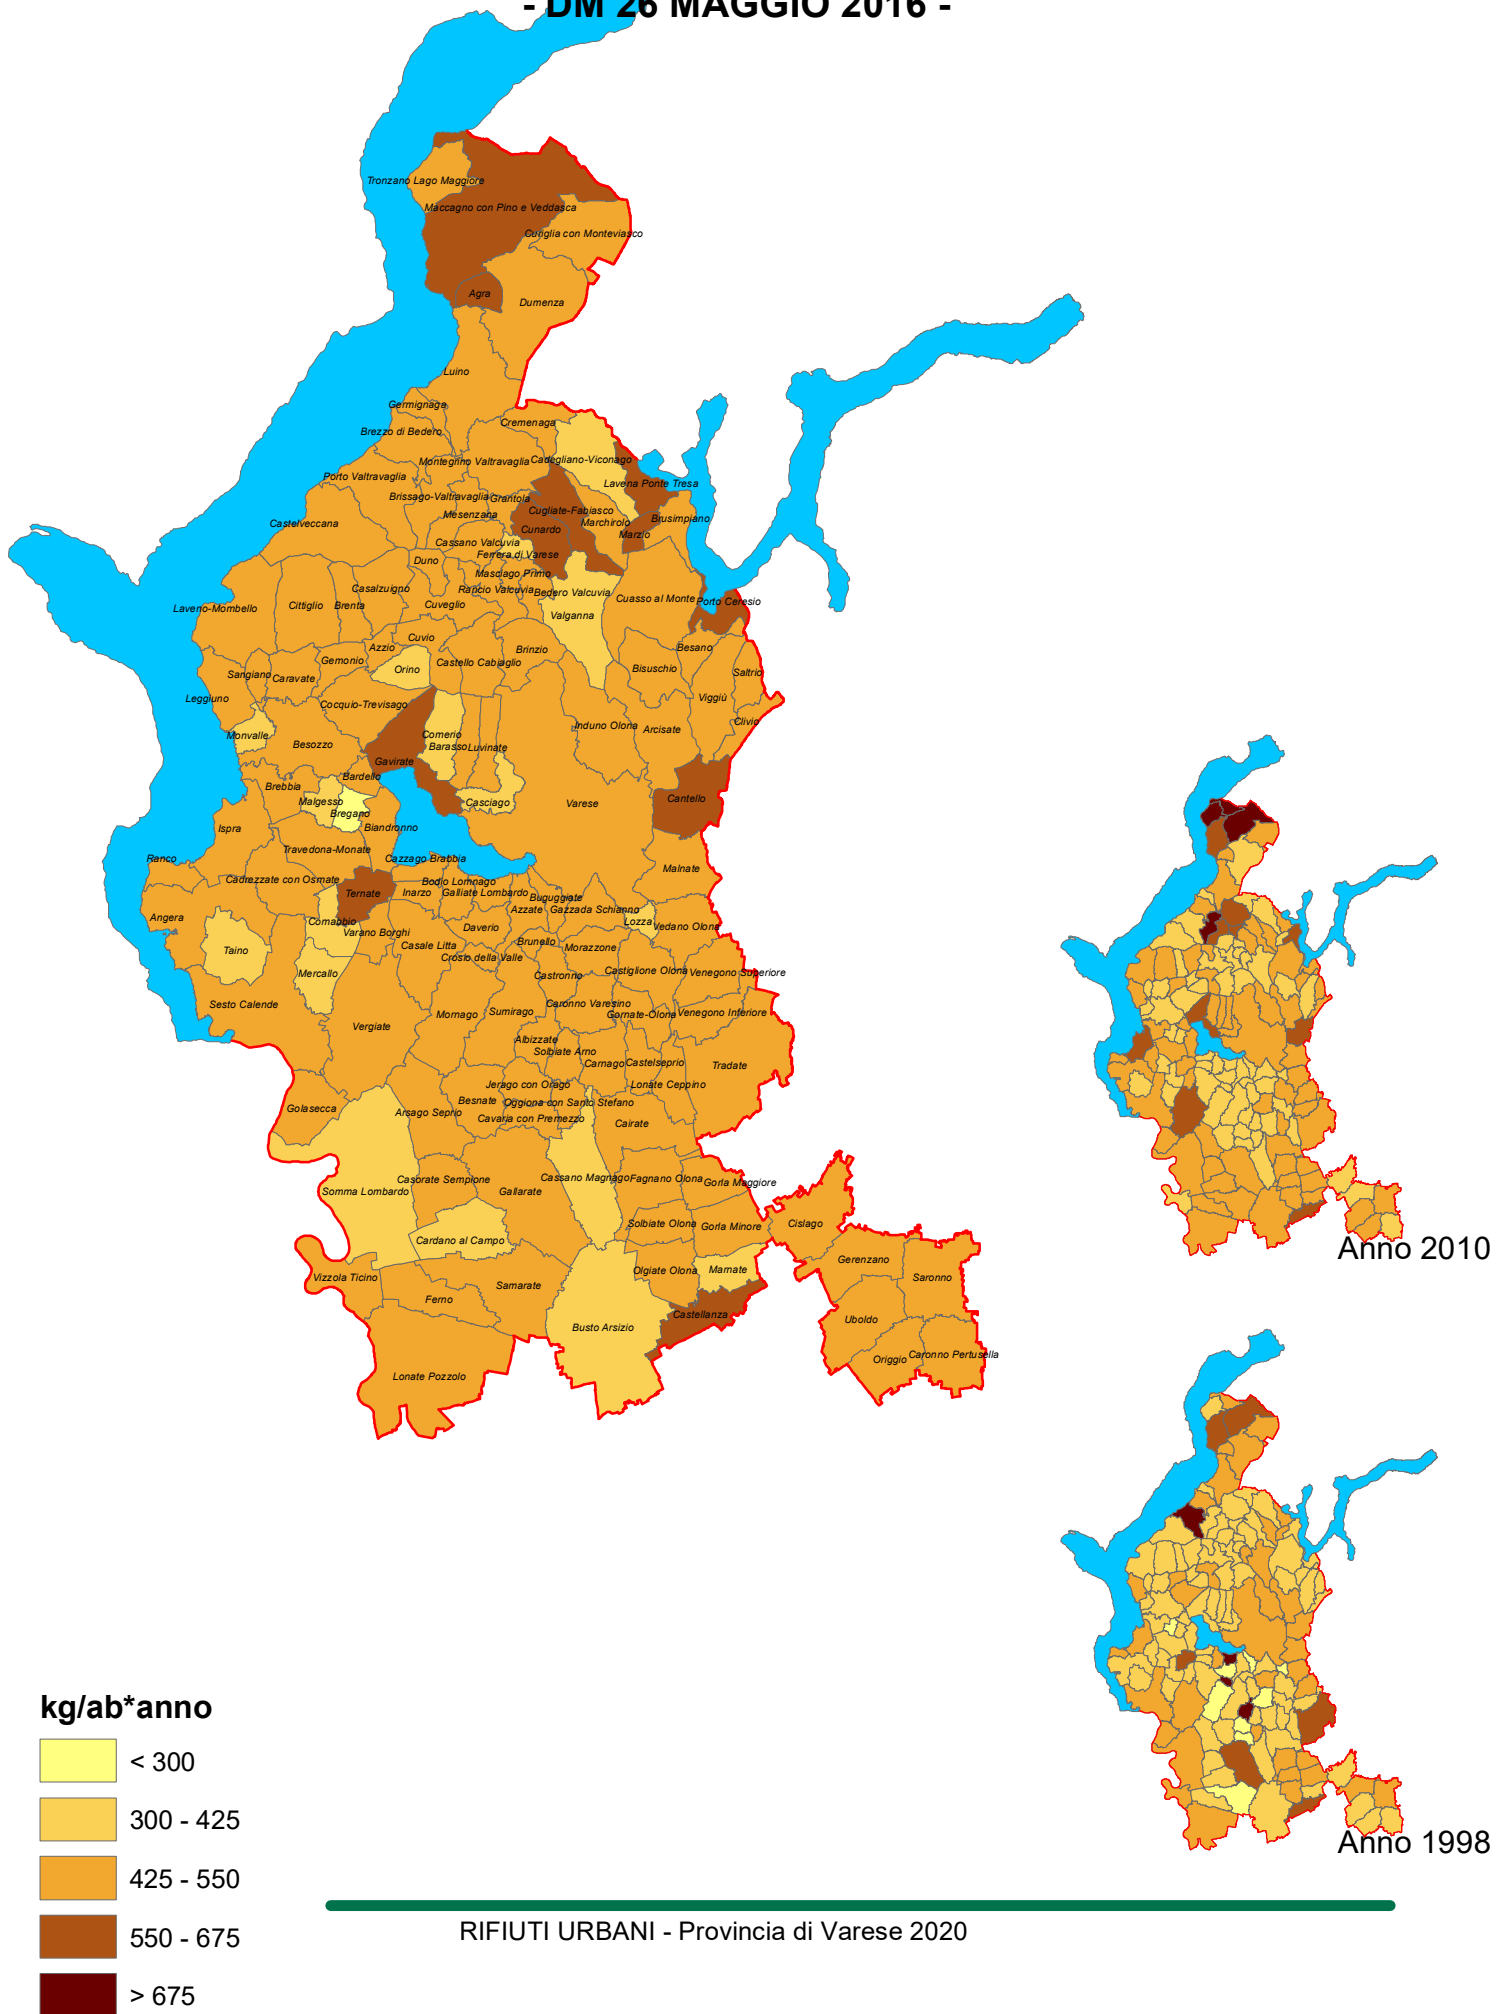 - DM 26 MAGGIO 2016 -
Tronzano Lago Maggiore
Maccagno con Pino e Veddasca
Curiglia con Monteviasco
Agra
Dumenza
Luino
Germignaga
Cremenaga
Brezzo di Bedero
Montegrino Valtravaglia
Cadegliano-Viconago
Porto Valtravaglia
Lavena Ponte Tresa
Brissago-Valtravaglia
Grantola
Cugliate-Fabiasco
Mesenzana
Brusimpiano
Castelveccana
Marchirolo
Cunardo
Marzio
Cassano Valcuvia
Ferrera di Varese
Duno
Masciago Primo
Casalzuigno
Rancio Valcuvia
Bedero Valcuvia
Cuasso al Monte
Porto Ceresio
Laveno-Mombello
Cittiglio
Brenta
Cuveglio
Valganna
Cuvio
Azzio
Brinzio
Besano
Gemonio
Orino
Castello Cabiaglio
Bisuschio
Saltrio
Sangiano
Caravate
Leggiuno
Cocquio-Trevisago
Viggiù
Clivio
Induno Olona
Arcisate
Monvalle
Besozzo
Comerio
Barasso
Luvinate
Gavirate
Bardello
Brebbia
Malgesso
Casciago
Varese
Cantello
Bregano
Biandronno
Ispra
Travedona-Monate
Ranco
Cazzago Brabbia
Malnate
Cadrezzate con Osmate
Bodio Lomnago
Ternate
Inarzo
Galliate Lombardo
Buguggiate
Azzate
Gazzada Schianno
Angera
Comabbio
Lozza
Vedano Olona
Varano Borghi
Daverio
Casale Litta
Brunello
Morazzone
Taino
Crosio della Valle
Mercallo
Castronno
Castiglione Olona
Venegono Superiore
Sesto Calende
Caronno Varesino
Vergiate
Mornago
Sumirago
Gornate-Olona
Venegono Inferiore
Albizzate
Solbiate Arno
Carnago
Castelseprio
Tradate
Jerago con Orago
Lonate Ceppino
Besnate
Oggiona con Santo Stefano
Golasecca
Arsago Seprio
Cavaria con Premezzo
Cairate
Casorate Sempione
Cassano Magnago
Fagnano Olona
Gorla Maggiore
Somma Lombardo
Gallarate
Solbiate Olona
Gorla Minore
Cislago
Cardano al Campo
Gerenzano
Olgiate Olona
Marnate
Saronno
Vizzola Ticino
Samarate
Ferno
Castellanza
Uboldo
Busto Arsizio
Origgio
Caronno Pertusella
Lonate Pozzolo
Anno 2010
Anno 1998
kg/ab*anno
< 300
300 - 425
425 - 550
550 - 675
> 675
RIFIUTI URBANI - Provincia di Varese 2020